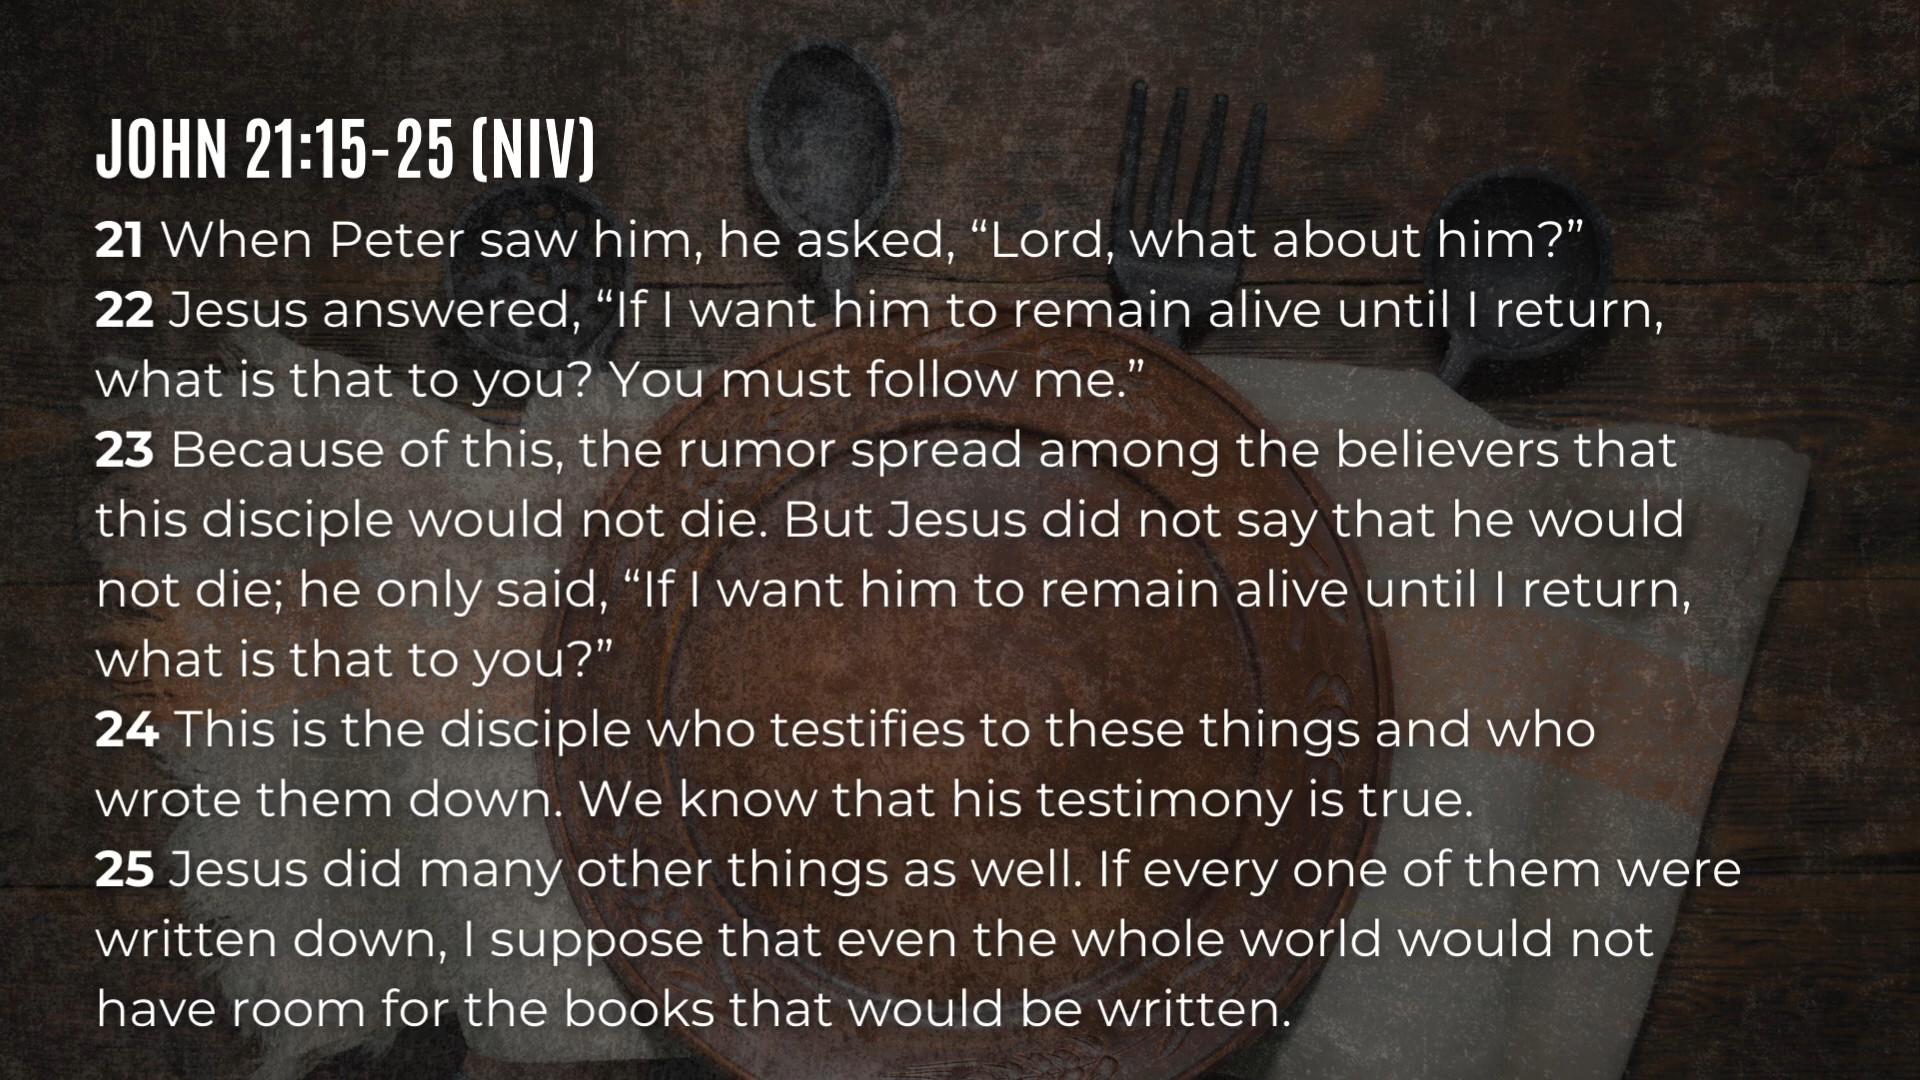 JOHN 21:15-25 (NIV)
21 When Peter saw him, he asked, “Lord, what about him?”
22 Jesus answered, “If I want him to remain alive until I return,
what is that to you? You must follow me.”
23 Because of this, the rumor spread among the believers that
this disciple would not die. But Jesus did not say that he would
not die; he only said, “If I want him to remain alive until I return,
what is that to you?”
24 This is the disciple who testifies to these things and who
wrote them down. We know that his testimony is true.
25 Jesus did many other things as well. If every one of them were
written down, I suppose that even the whole world would not
have room for the books that would be written.